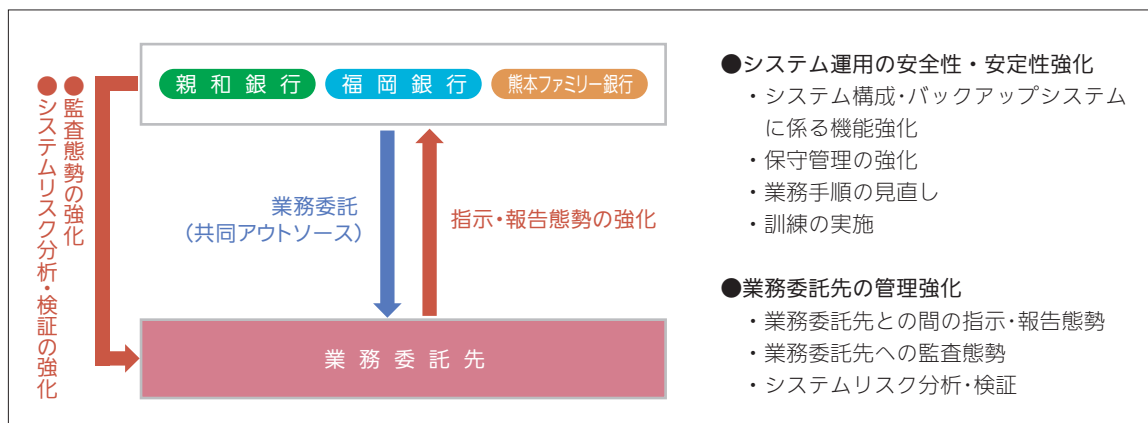 親和銀行
福岡銀行
熊本ファミリー銀行
●監査態勢の強化
●システムリスク分析・検証の強化
業務委託
（共同アウトソース）
指示・報告態勢の強化
業務委託先
●システム運用の安全性・安定性強化
・システム構成・バックアップシステム
に係る機能強化
・保守管理の強化
・業務手順の見直し
・訓練の実施
●業務委託先の管理強化
・業務委託先との間の指示・報告態勢
・業務委託先への監査態勢
・システムリスク分析・検証